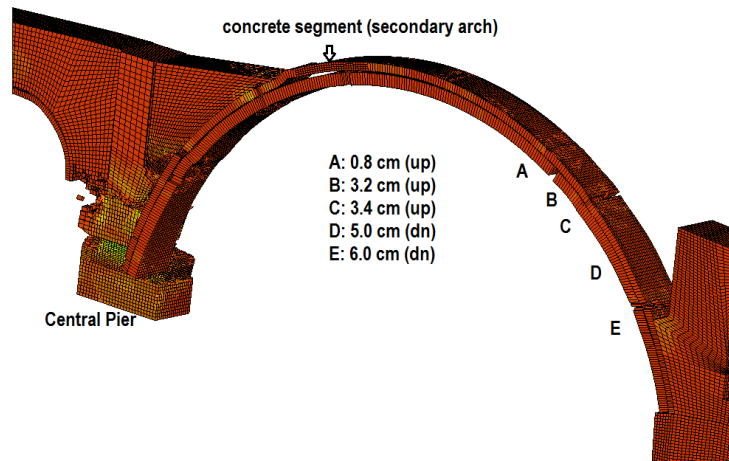 concrete segment (secondary arch)
A: 0.8 cm (up)
B: 3.2 cm (up)
C: 3.4 cm (up)
D: 5.0 cm (dn)
E: 6.0 cm (dn)
A
B
C
D
E
Central Pier